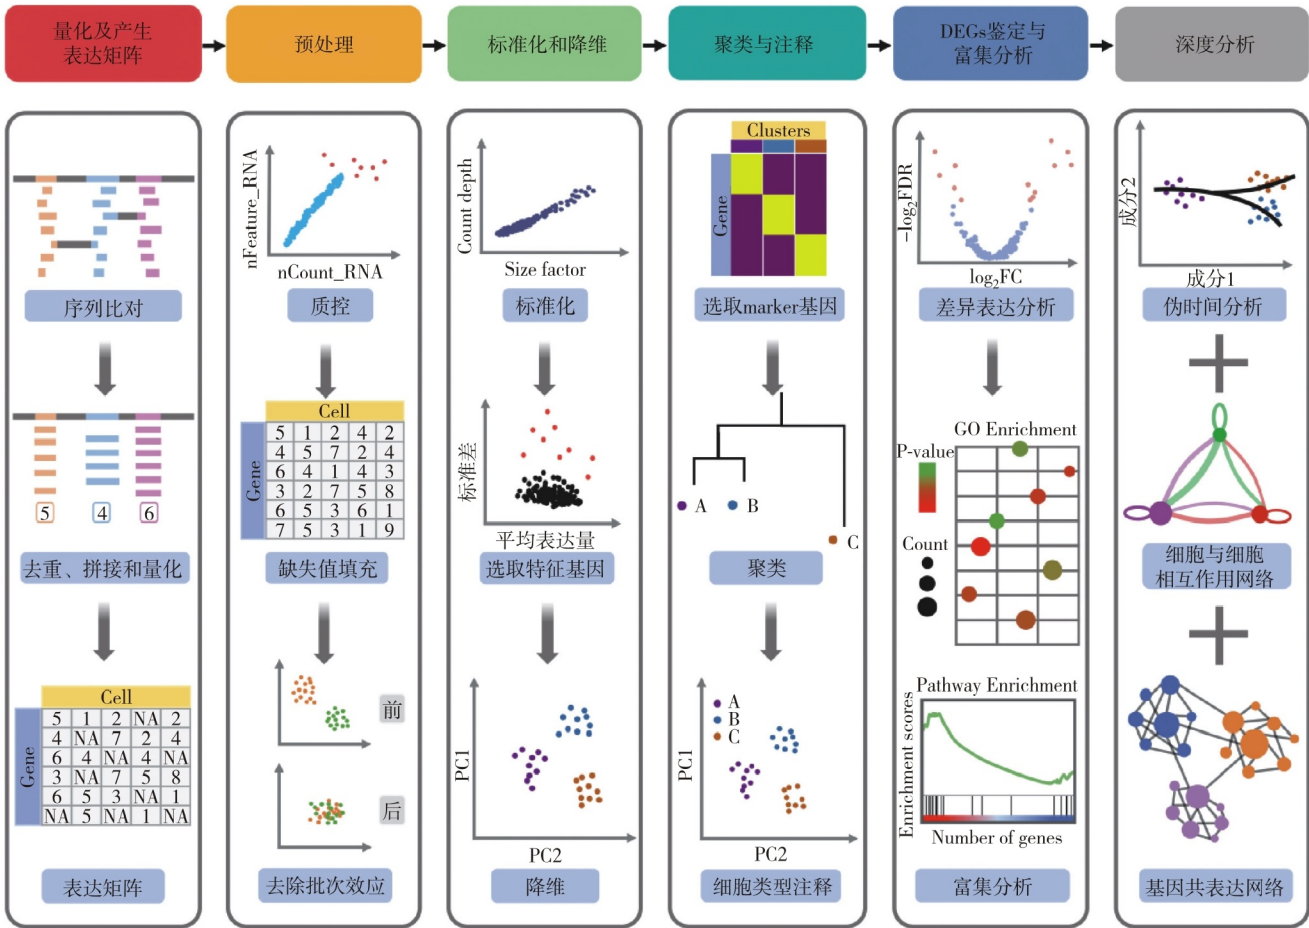 量化及产生
表达矩阵
预处理
标准化和降维
聚类与注释
DEGs鉴定与
富集分析
深度分析
序列比对
5 4 6
去重、拼接和量化
Cell
Gene
5 1 2 NA 2
4 NA 7 2 4
6 4 NA 4 NA
3 NA 7 5 8
6 5 3 NA 1
NA 5 NA 1 NA
表达矩阵
nFeature_RNA
nCount_RNA
质控
Cell
Gene
5 1 2 4 2
4 5 7 2 4
6 4 1 4 3
3 2 7 5 8
6 5 3 6 1
7 5 3 1 9
缺失值填充
前
后
去除批次效应
Count depth
Size factor
标准化
标准差
平均表达量
选取特征基因
PC1
PC2
降维
Clusters
Gene
选取marker基因
A
B
C
聚类
A
B
C
PC1
PC2
细胞类型注释
−log₂FDR
log₂FC
差异表达分析
GO Enrichment
P-value
Count
Pathway Enrichment
Enrichment scores
Number of genes
富集分析
成分2
成分1
伪时间分析
细胞与细胞
相互作用网络
基因共表达网络